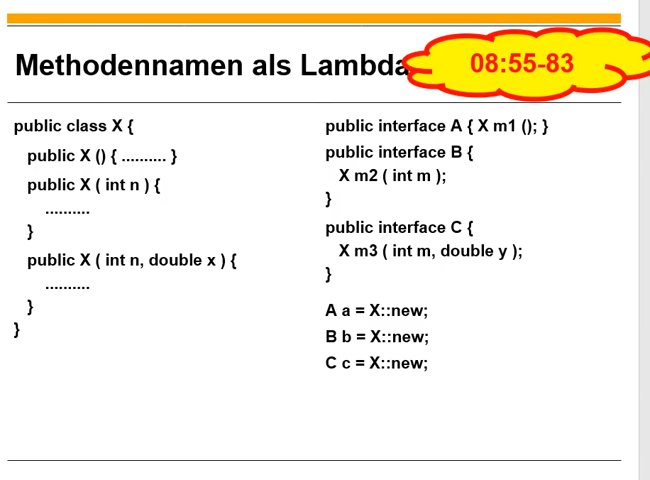 Methodennamen als Lambda
08:55-83
public class X {
public X () { .......... }
public X ( int n ) {
..........
}
public X ( int n, double x ) {
..........
}
}
public interface A { X m1 (); }
public interface B {
X m2 ( int m );
}
public interface C {
X m3 ( int m, double y );
}
A a = X::new;
B b = X::new;
C c = X::new;